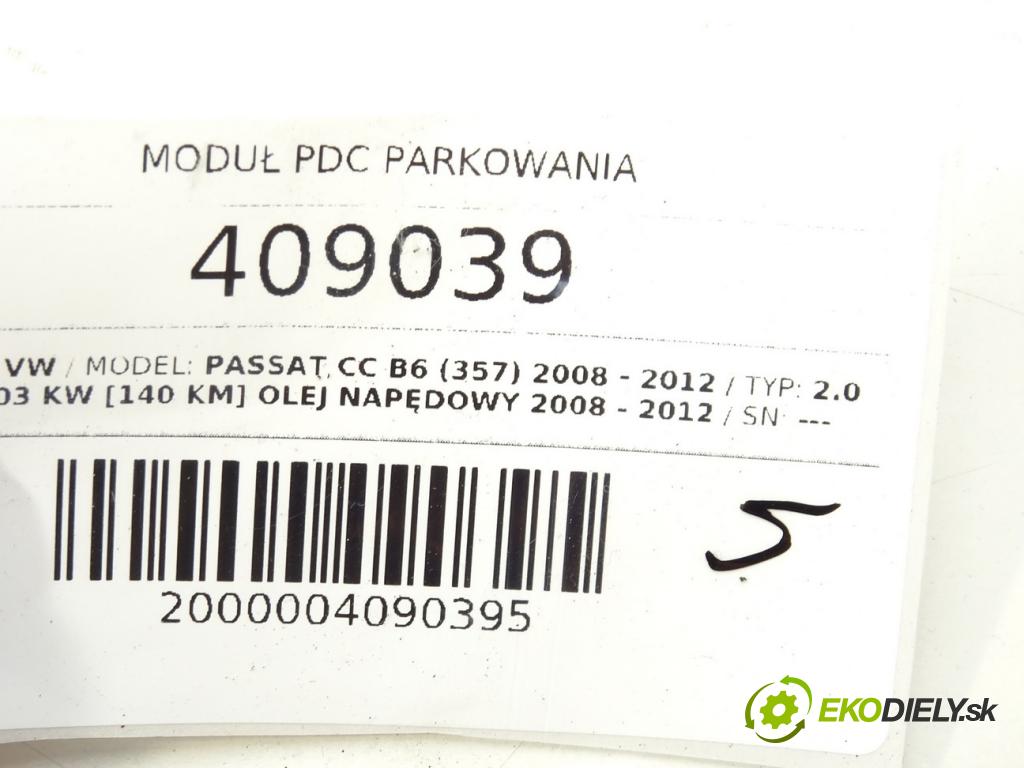 MODUŁ PDC PARKOWANIA
409039
VW / MODEL: PASSAT CC B6 (357) 2008 - 2012 / TYP: 2.0
03 KW [140 KM] OLEJ NAPĘDOWY 2008 - 2012 / SN: ---
5
2000004090395
EKODIELY.sk